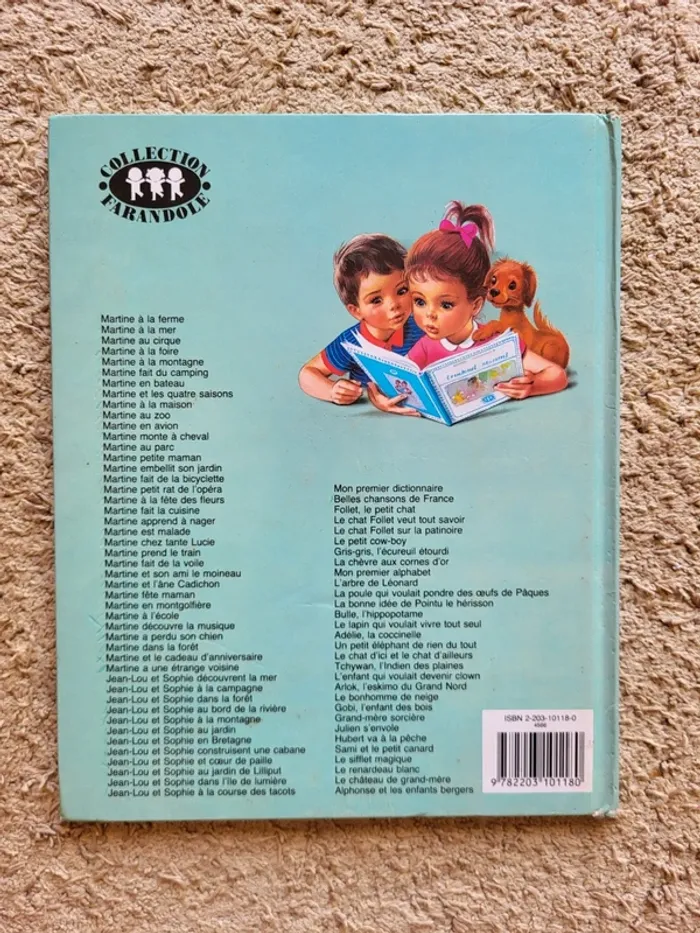 COLLECTION
FARANDOLE
Martine à la ferme
Martine à la mer
Martine au cirque
Martine à la foire
Martine à la montagne
Martine fait du camping
Martine en bateau
Martine et les quatre saisons
Martine à la maison
Martine au zoo
Martine en avion
Martine monte à cheval
Martine au parc
Martine petite maman
Martine embellit son jardin
Martine fait de la bicyclette
Martine petit rat de l'opéra
Martine à la fête des fleurs
Martine fait la cuisine
Martine apprend à nager
Martine est malade
Martine chez tante Lucie
Martine prend le train
Martine fait de la voile
Martine et son ami le moineau
Martine et l'âne Cadichon
Martine fête maman
Martine en montgolfière
Martine à l'école
Martine découvre la musique
Martine a perdu son chien
Martine dans la forêt
Martine et le cadeau d'anniversaire
Martine a une étrange voisine
Jean-Lou et Sophie découvrent la mer
Jean-Lou et Sophie à la campagne
Jean-Lou et Sophie dans la forêt
Jean-Lou et Sophie au bord de la rivière
Jean-Lou et Sophie à la montagne
Jean-Lou et Sophie au jardin
Jean-Lou et Sophie en Bretagne
Jean-Lou et Sophie construisent une cabane
Jean-Lou et Sophie et cœur de paille
Jean-Lou et Sophie au jardin de Lilliput
Jean-Lou et Sophie dans l'île de lumière
Jean-Lou et Sophie à la course des tacots
Mon premier dictionnaire
Belles chansons de France
Follet, le petit chat
Le chat Follet veut tout savoir
Le chat Follet sur la patinoire
Le petit cow-boy
Gris-gris, l'écureuil étourdi
La chèvre aux cornes d'or
Mon premier alphabet
L'arbre de Léonard
La poule qui voulait pondre des œufs de Pâques
La bonne idée de Pointu le hérisson
Bulle, l'hippopotame
Le lapin qui voulait vivre tout seul
Adélie, la coccinelle
Un petit éléphant de rien du tout
Le chat d'ici et le chat d'ailleurs
Tchywan, l'Indien des plaines
L'enfant qui voulait devenir clown
Arlok, l'eskimo du Grand Nord
Le bonhomme de neige
Gobi, l'enfant des bois
Grand-mère sorcière
Julien s'envole
Hubert va à la pêche
Sami et le petit canard
Le sifflet magique
Le renardeau blanc
Le château de grand-mère
Alphonse et les enfants bergers
ISBN 2-203-10118-0
4586
9 782203 101180